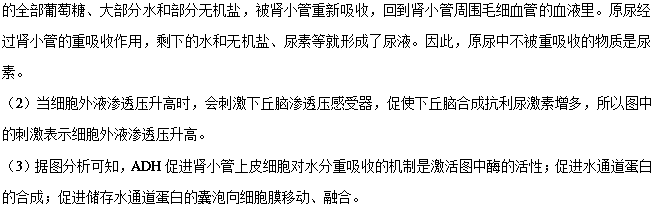 的全部葡萄糖、大部分水和部分无机盐，被肾小管重新吸收，回到肾小管周围毛细血管的血液里。原尿经
过肾小管的重吸收作用，剩下的水和无机盐、尿素等就形成了尿液。因此，原尿中不被重吸收的物质是尿
素。
（2）当细胞外液渗透压升高时，会刺激下丘脑渗透压感受器，促使下丘脑合成抗利尿激素增多，所以图中
的刺激表示细胞外液渗透压升高。
（3）据图分析可知，ADH 促进肾小管上皮细胞对水分重吸收的机制是激活图中酶的活性；促进水通道蛋白
的合成；促进储存水通道蛋白的囊泡向细胞膜移动、融合。